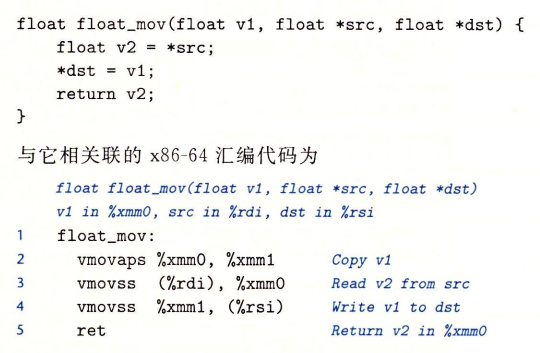 float float_mov(float v1, float *src, float *dst) {
    float v2 = *src;
    *dst = v1;
    return v2;
}
与它相关联的 x86-64 汇编代码为
float float_mov(float v1, float *src, float *dst)
v1 in %xmm0, src in %rdi, dst in %rsi
1 float_mov:
2 vmovaps %xmm0, %xmm1 Copy v1
3 vmovss (%rdi), %xmm0 Read v2 from src
4 vmovss %xmm1, (%rsi) Write v1 to dst
5 ret Return v2 in %xmm0